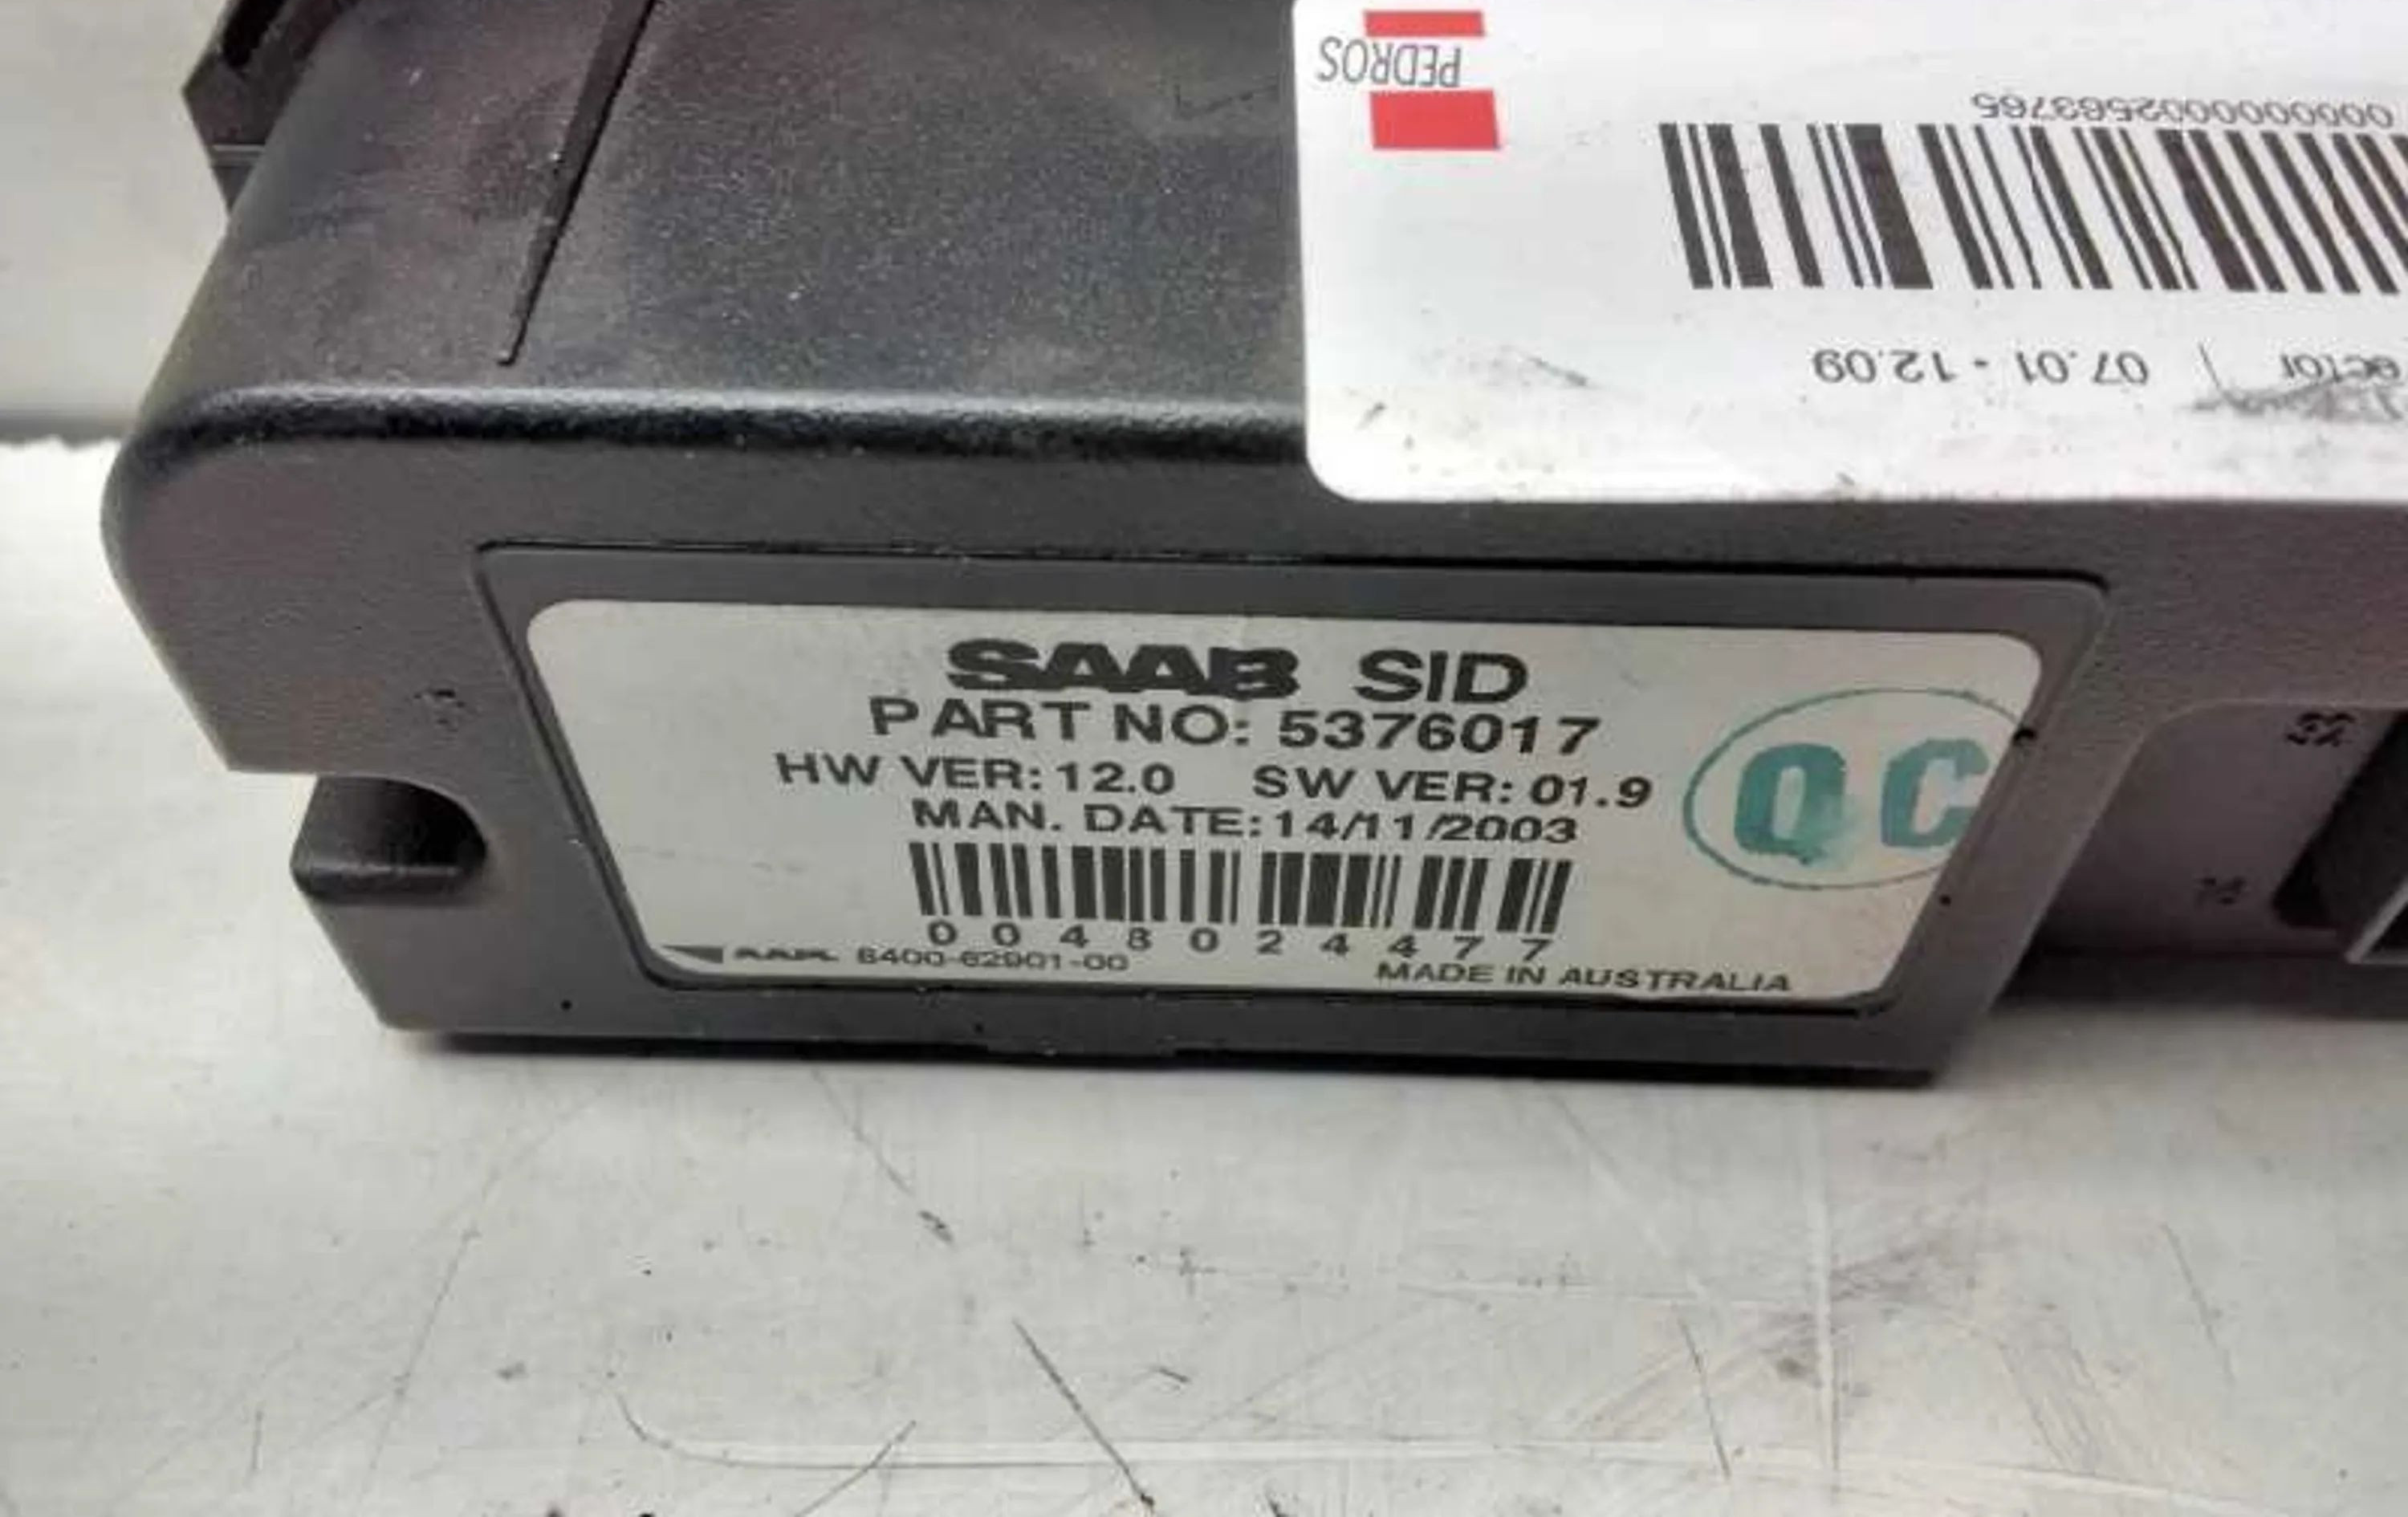 PEDROS
0000000002563765
07.01 - 12.09
SAAB SID
PART NO: 5376017
HW VER: 12.0 SW VER: 01.9
MAN. DATE: 14/11/2003
QC
0048024477
8400-62901-00
MADE IN AUSTRALIA